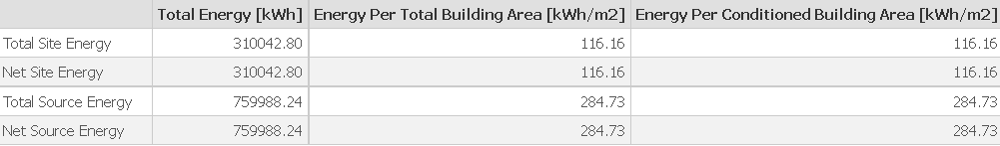 Total Energy [kWh] Energy Per Total Building Area [kWh/m2] Energy Per Conditioned Building Area [kWh/m2]
Total Site Energy 310042.80 116.16 116.16
Net Site Energy 310042.80 116.16 116.16
Total Source Energy 759988.24 284.73 284.73
Net Source Energy 759988.24 284.73 284.73